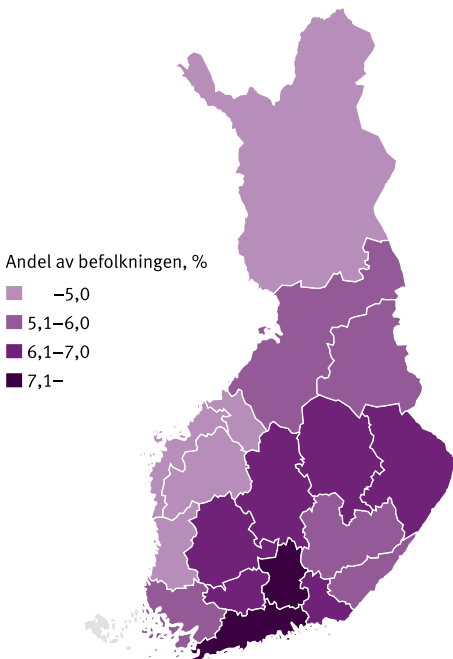 Andel av befolkningen, %
–5,0
5,1–6,0
6,1–7,0
7,1–